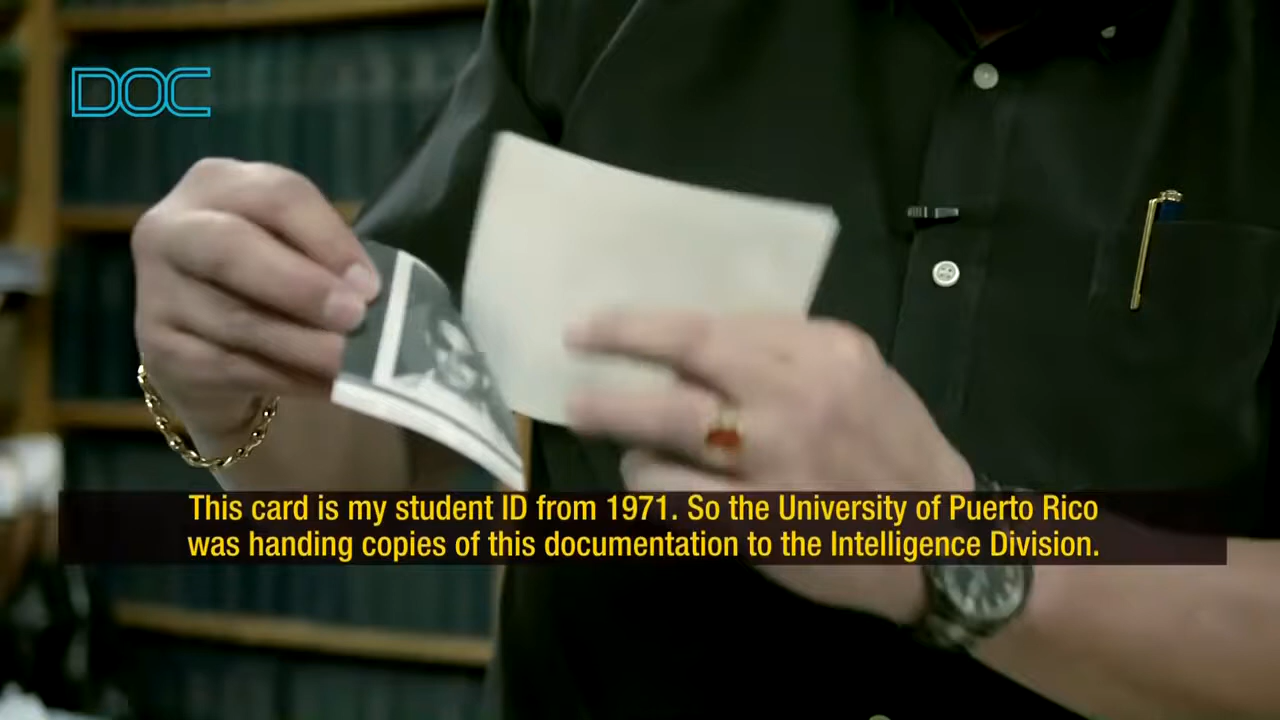 DOC
This card is my student ID from 1971. So the University of Puerto Rico
was handing copies of this documentation to the Intelligence Division.